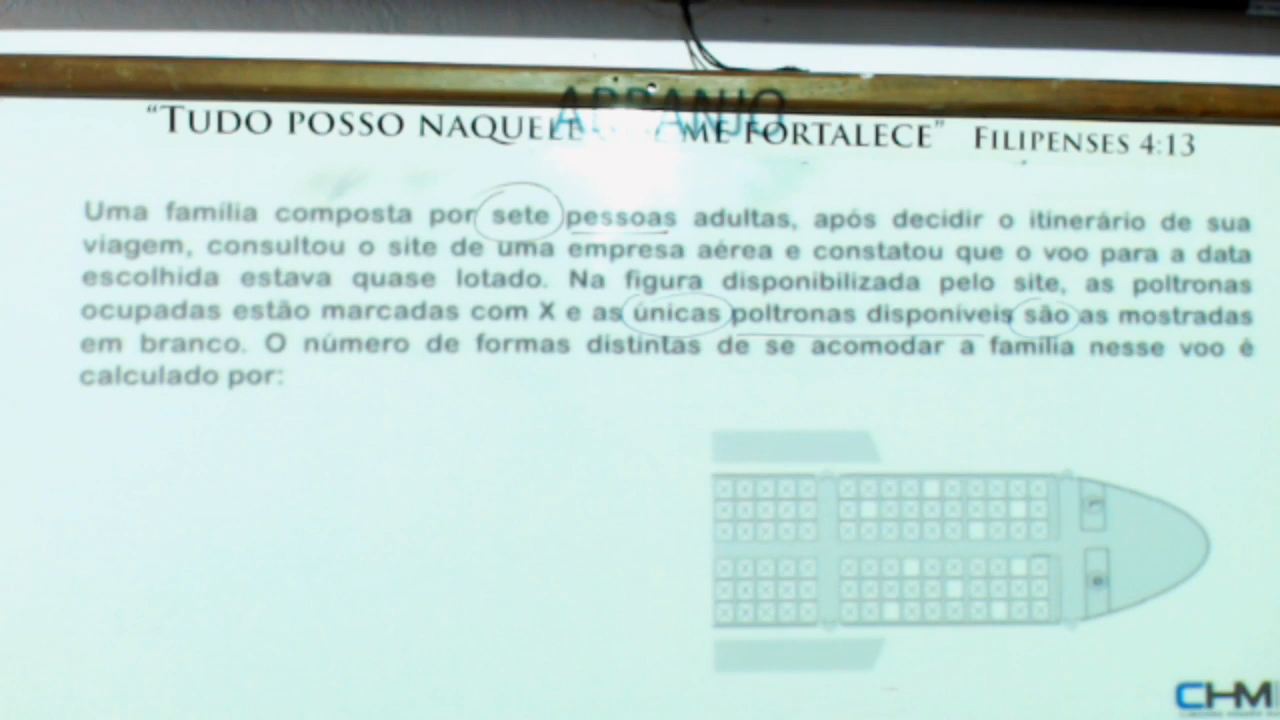 ARRANJO
“TUDO POSSO NAQUELE ME FORTALECE” FILIPENSES 4:13
Uma família composta por sete pessoas adultas, após decidir o itinerário de sua
viagem, consultou o site de uma empresa aérea e constatou que o voo para a data
escolhida estava quase lotado. Na figura disponibilizada pelo site, as poltronas
ocupadas estão marcadas com X e as únicas poltronas disponíveis são as mostradas
em branco. O número de formas distintas de se acomodar a família nesse voo é
calculado por:
CHM